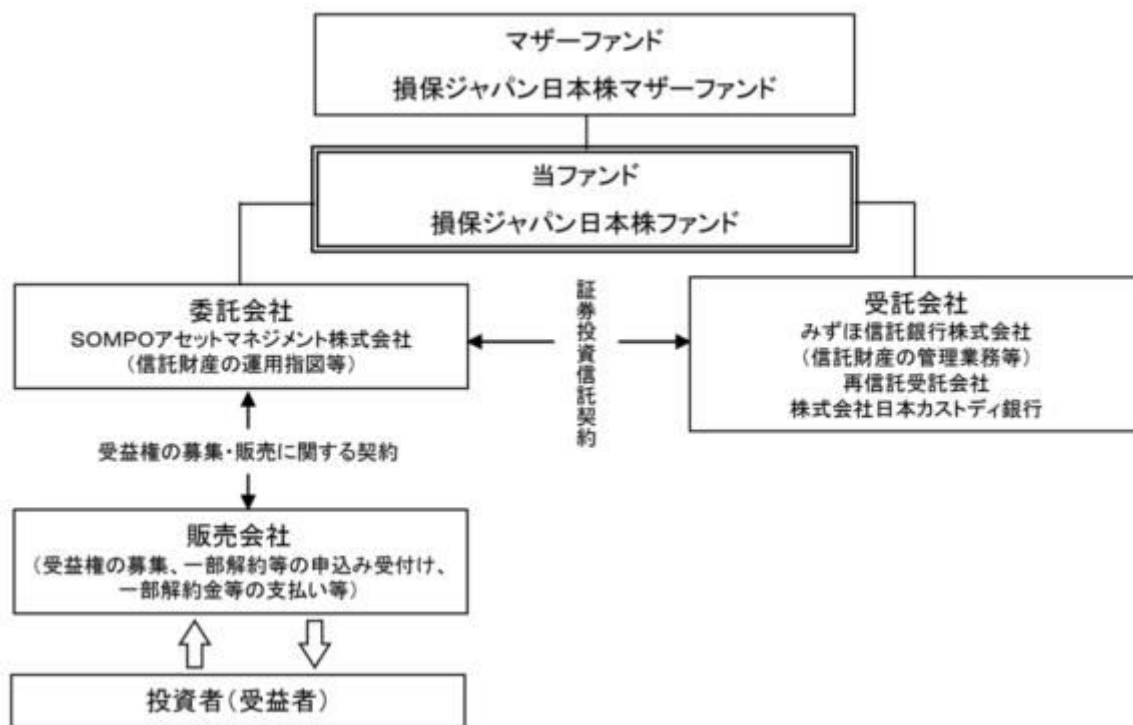 マザーファンド
損保ジャパン日本株マザーファンド
当ファンド
損保ジャパン日本株ファンド
委託会社
SOMPOアセットマネジメント株式会社
（信託財産の運用指図等）
証券投資信託契約
受託会社
みずほ信託銀行株式会社
（信託財産の管理業務等）
再信託受託会社
株式会社日本カストディ銀行
受益権の募集・販売に関する契約
販売会社
（受益権の募集、一部解約等の申込み受付け、
一部解約金等の支払い等）
投資者（受益者）